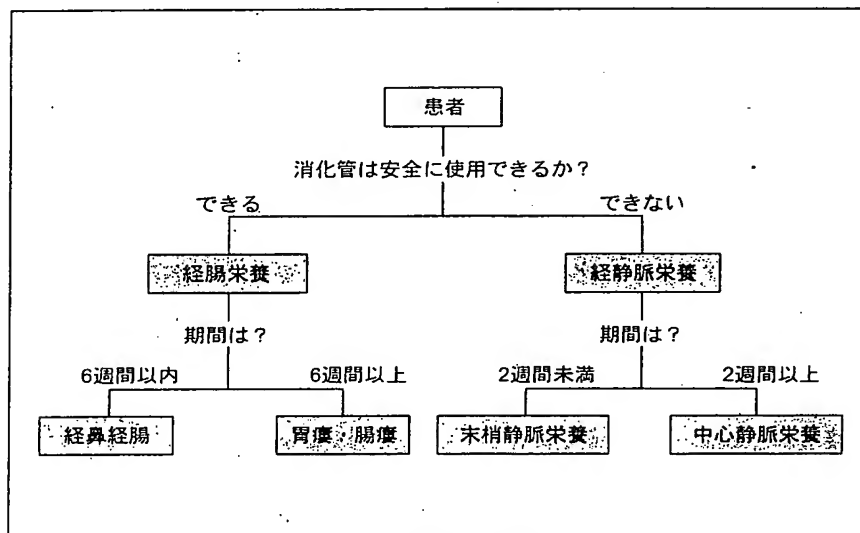 患者
消化管は安全に使用できるか？
できる
できない
経腸栄養
経静脈栄養
期間は？
期間は？
6週間以内
6週間以上
2週間未満
2週間以上
経鼻経腸
胃瘻・腸瘻
末梢静脈栄養
中心静脈栄養